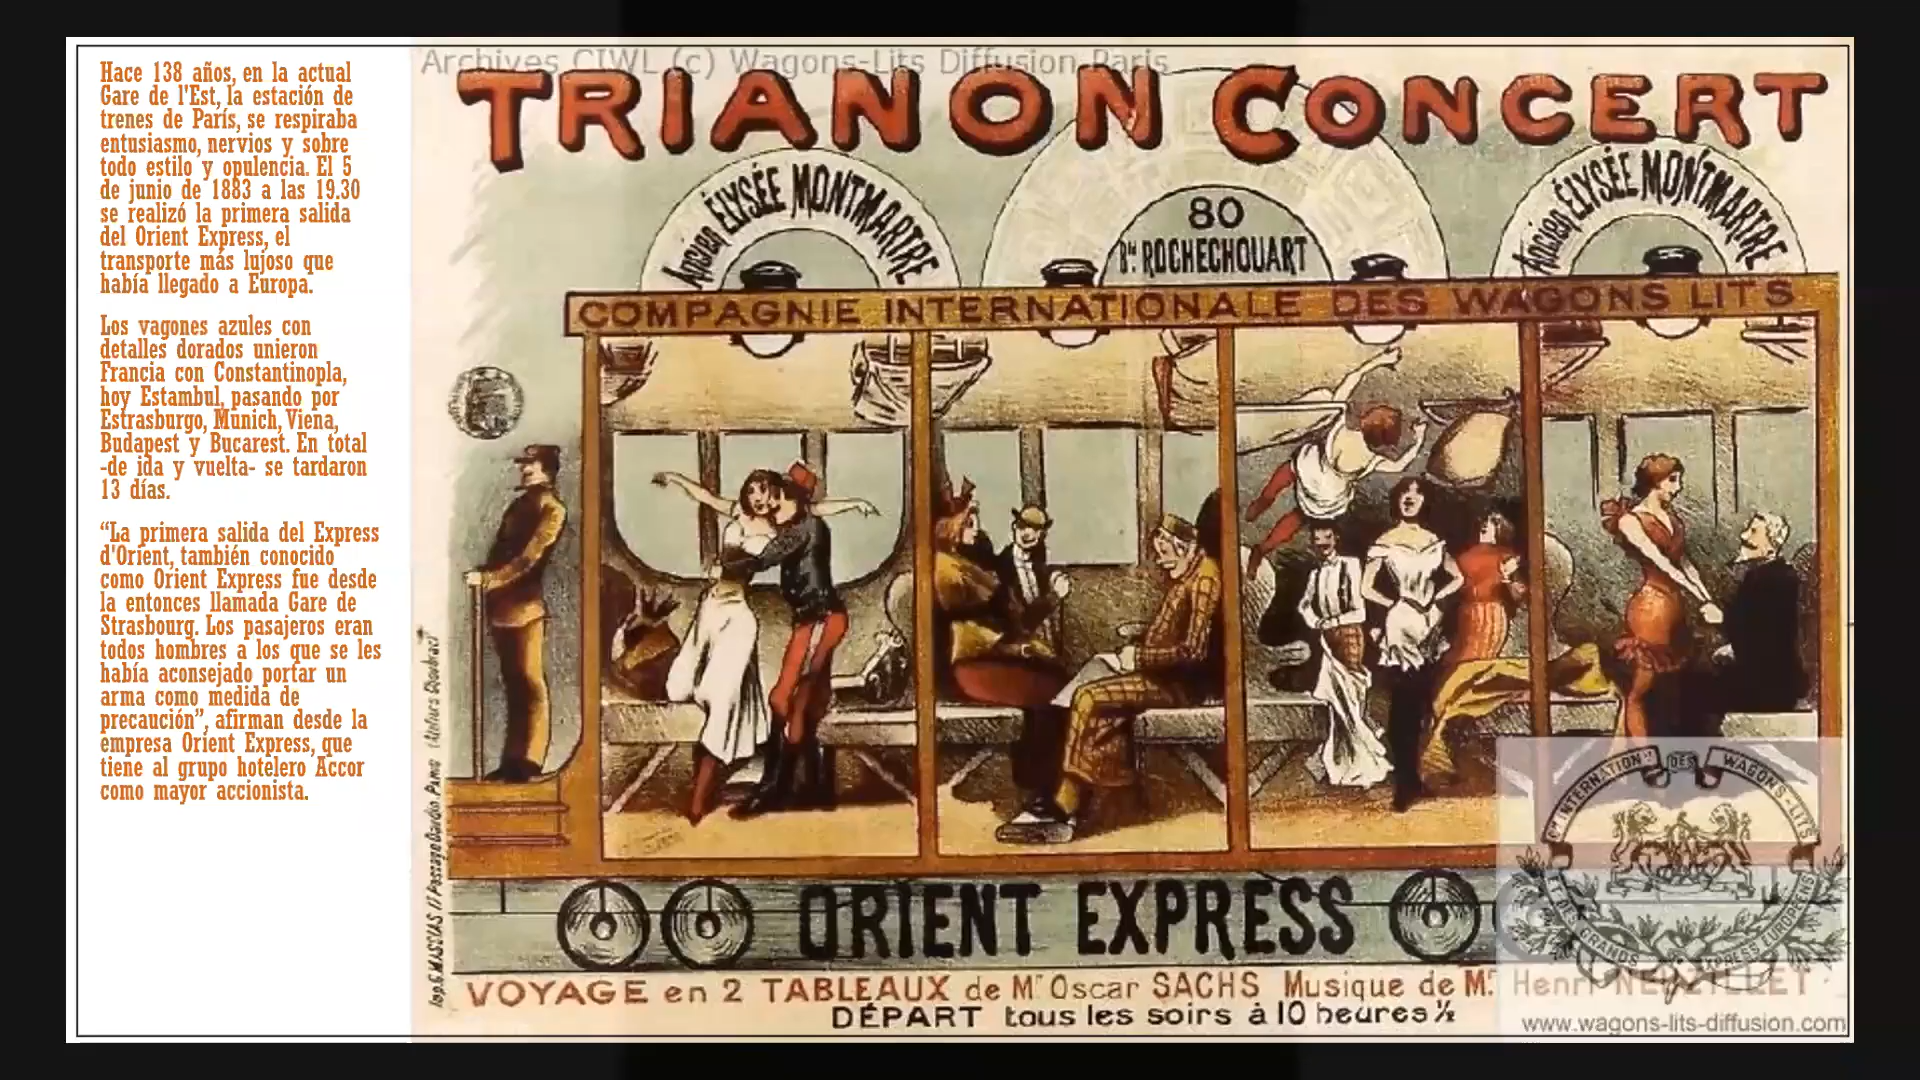 Hace 138 años, en la actual
Gare de l'Est, la estación de
trenes de París, se respiraba
entusiasmo, nervios y sobre
todo estilo y opulencia. El 5
de junio de 1883 a las 19.30
se realizó la primera salida
del Orient Express, el
transporte más lujoso que
había llegado a Europa.
Los vagones azules con
detalles dorados unieron
Francia con Constantinopla,
hoy Estambul, pasando por
Estrasburgo, Munich, Viena,
Budapest y Bucarest. En total
-de ida y vuelta- se tardaron
13 días.
“La primera salida del Express
d'Orient, también conocido
como Orient Express fue desde
la entonces llamada Gare de
Strasbourg. Los pasajeros eran
todos hombres a los que se les
había aconsejado portar un
arma como medida de
precaución”, afirman desde la
empresa Orient Express, que
tiene al grupo hotelero Accor
como mayor accionista.
Archives CIWL (c) Wagons-Lits Diffusion Paris
TRIANON CONCERT
Ancien ÉLYSÉE MONTMARTRE
80
Bd. ROCHECHOUART
Ancien ÉLYSÉE MONTMARTRE
COMPAGNIE INTERNATIONALE DES WAGONS LITS
ORIENT EXPRESS
VOYAGE en 2 TABLEAUX de Mr Oscar SACHS Musique de Mr Henri
DÉPART tous les soirs à 10 heures ½
INTERNATIONLE DES WAGONS-LITS
ET DES GRANDS EXPRESS EUROPÉENS
www.wagons-lits-diffusion.com